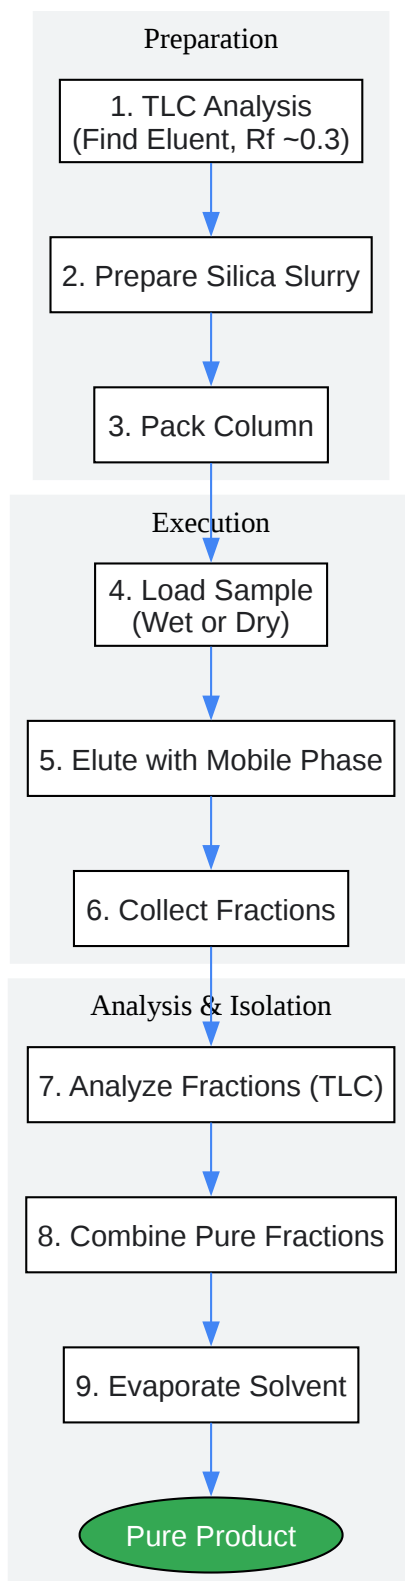 Preparation
1. TLC Analysis
(Find Eluent, Rf ~0.3)
2. Prepare Silica Slurry
3. Pack Column
Execution
4. Load Sample
(Wet or Dry)
5. Elute with Mobile Phase
6. Collect Fractions
Analysis & Isolation
7. Analyze Fractions (TLC)
8. Combine Pure Fractions
9. Evaporate Solvent
Pure Product